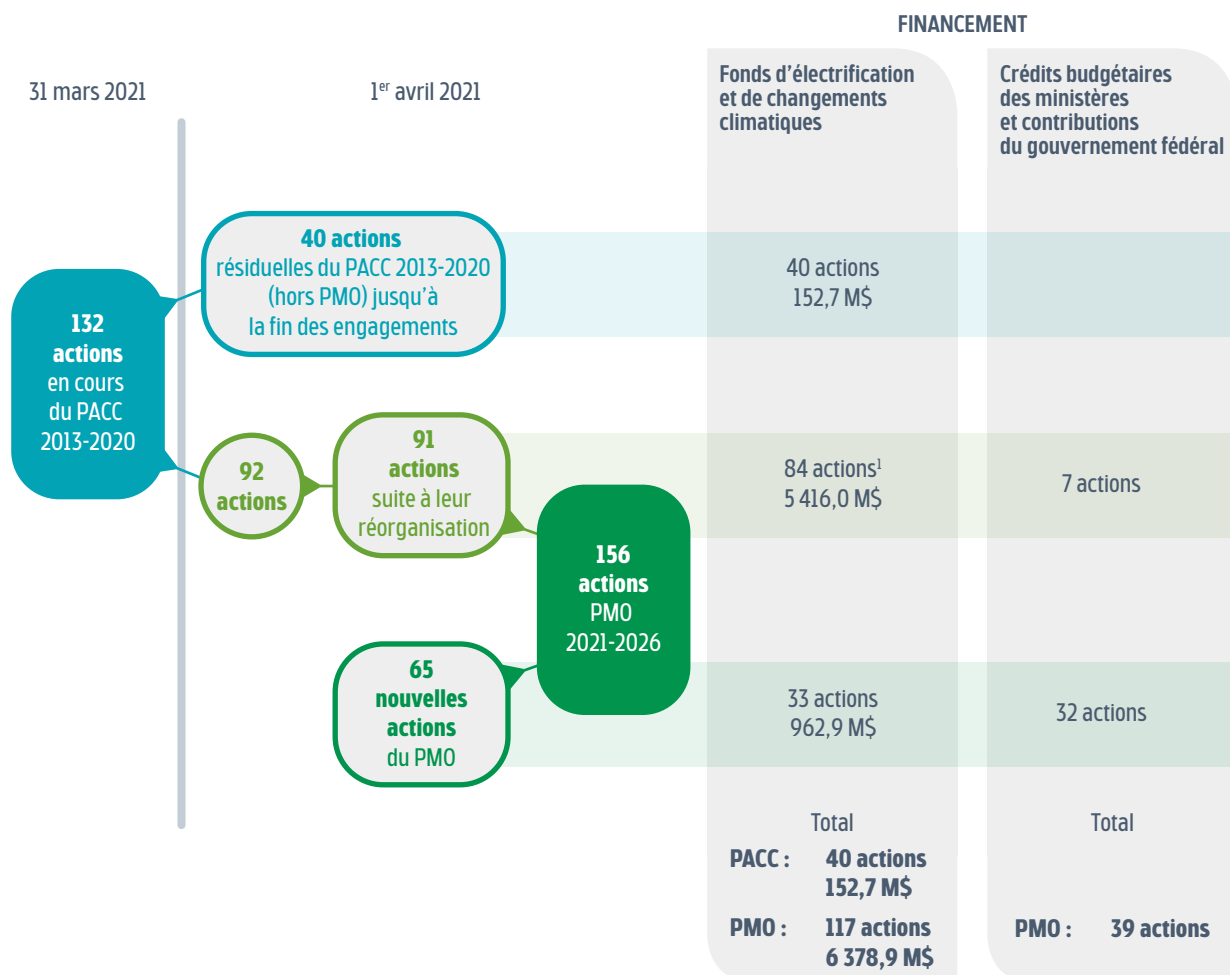 FINANCEMENT
31 mars 2021
1er avril 2021
Fonds d'électrification
et de changements
climatiques
Crédits budgétaires
des ministères
et contributions
du gouvernement fédéral
40 actions
résiduelles du PACC 2013-2020
(hors PMO) jusqu'à
la fin des engagements
40 actions
152,7 M$
132
actions
en cours
du PACC
2013-2020
92
actions
91
actions
suite à leur
réorganisation
84 actions1
5 416,0 M$
7 actions
156
actions
PMO
2021-2026
65
nouvelles
actions
du PMO
33 actions
962,9 M$
32 actions
Total
PACC : 40 actions
152,7 M$
PMO : 117 actions
6 378,9 M$
Total
PMO : 39 actions